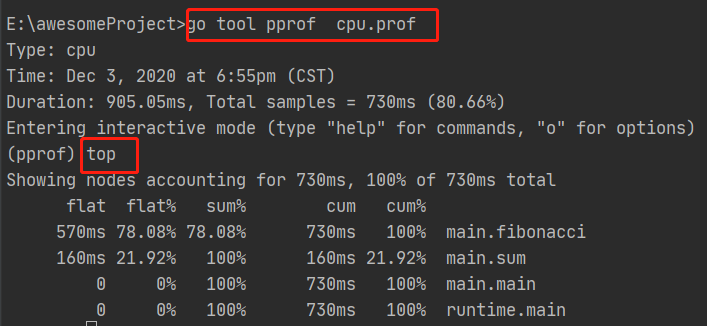 E:\awesomeProject>go tool pprof  cpu.prof
Type: cpu
Time: Dec 3, 2020 at 6:55pm (CST)
Duration: 905.05ms, Total samples = 730ms (80.66%)
Entering interactive mode (type "help" for commands, "o" for options)
(pprof) top
Showing nodes accounting for 730ms, 100% of 730ms total
      flat  flat%   sum%        cum   cum%
     570ms 78.08% 78.08%      730ms   100%  main.fibonacci
     160ms 21.92%   100%      160ms 21.92%  main.sum
         0     0%   100%      730ms   100%  main.main
         0     0%   100%      730ms   100%  runtime.main